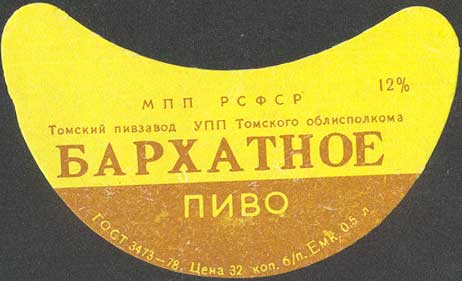 МПП РСФСР
12%
Томский пивзавод УПП Томского облисполкома
БАРХАТНОЕ
ПИВО
ГОСТ 3473—78. Цена 32 коп. б/п. Емк. 0,5 л